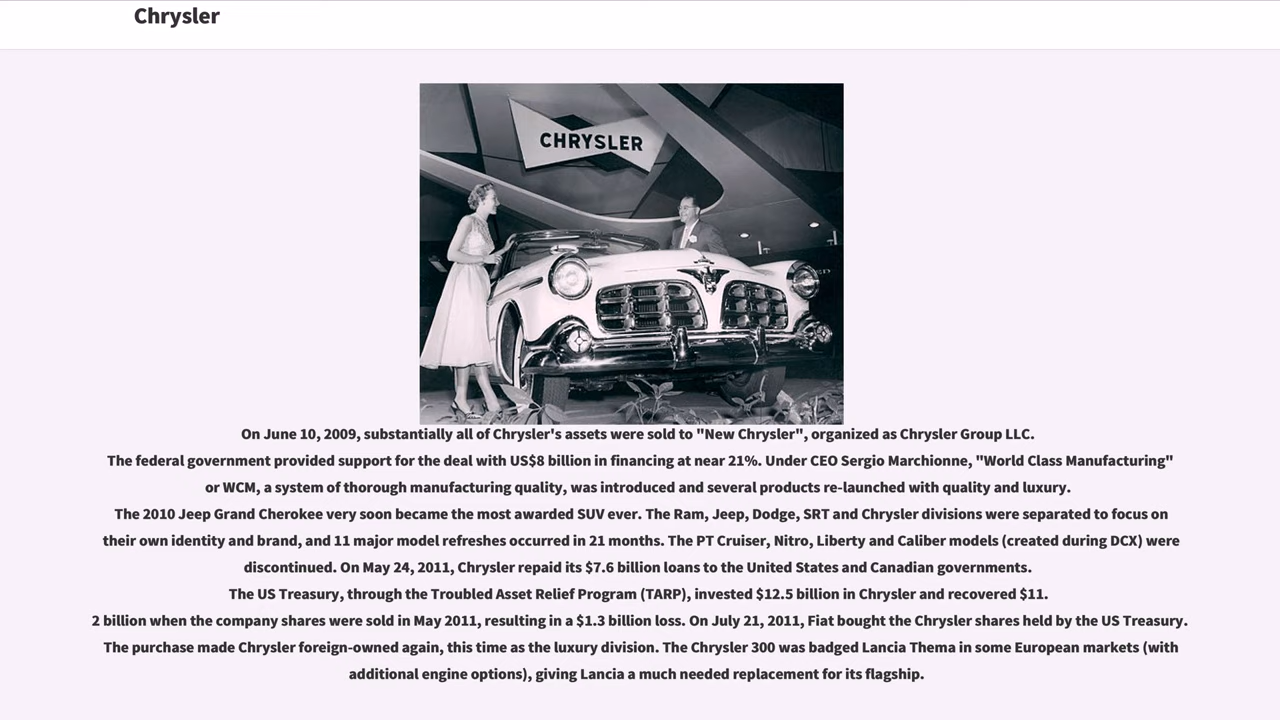 Chrysler
CHRYSLER
On June 10, 2009, substantially all of Chrysler's assets were sold to "New Chrysler", organized as Chrysler Group LLC.
The federal government provided support for the deal with US$8 billion in financing at near 21%. Under CEO Sergio Marchionne, "World Class Manufacturing"
or WCM, a system of thorough manufacturing quality, was introduced and several products re-launched with quality and luxury.
The 2010 Jeep Grand Cherokee very soon became the most awarded SUV ever. The Ram, Jeep, Dodge, SRT and Chrysler divisions were separated to focus on
their own identity and brand, and 11 major model refreshes occurred in 21 months. The PT Cruiser, Nitro, Liberty and Caliber models (created during DCX) were
discontinued. On May 24, 2011, Chrysler repaid its $7.6 billion loans to the United States and Canadian governments.
The US Treasury, through the Troubled Asset Relief Program (TARP), invested $12.5 billion in Chrysler and recovered $11.
2 billion when the company shares were sold in May 2011, resulting in a $1.3 billion loss. On July 21, 2011, Fiat bought the Chrysler shares held by the US Treasury.
The purchase made Chrysler foreign-owned again, this time as the luxury division. The Chrysler 300 was badged Lancia Thema in some European markets (with
additional engine options), giving Lancia a much needed replacement for its flagship.